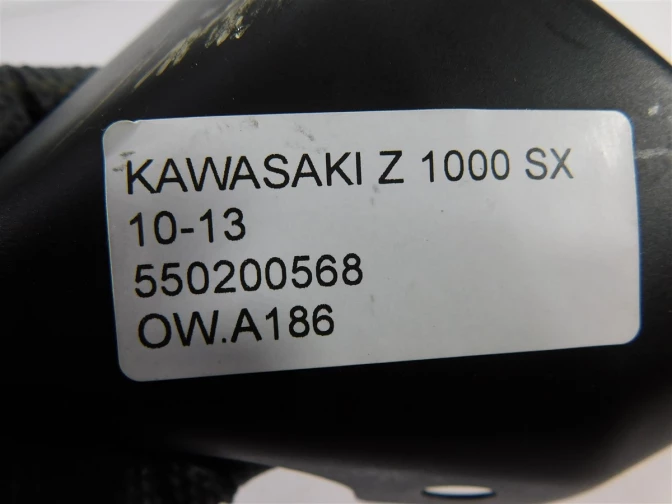 KAWASAKI Z 1000 SX
10-13
550200568
OW.A186